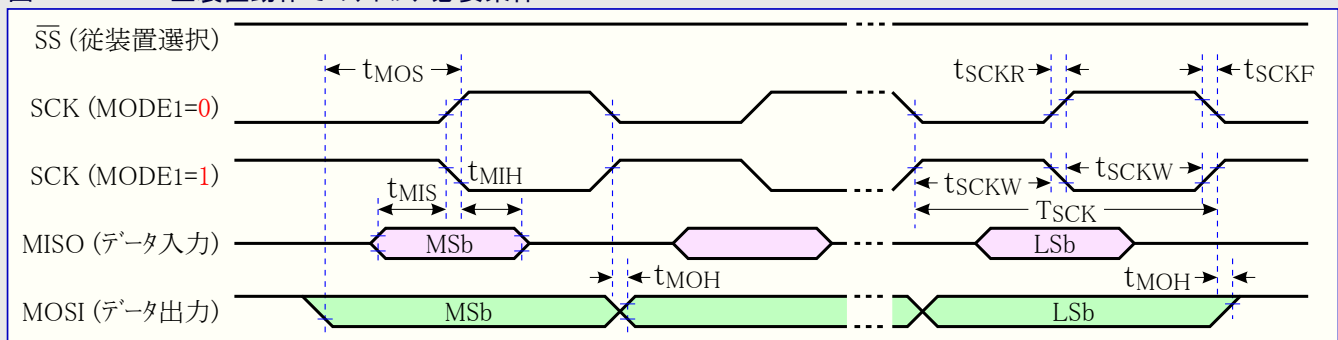 SS (従装置選択)
tMOS
tSCKR
tSCKF
SCK (MODE1=0)
SCK (MODE1=1)
tMIS
tMIH
tSCKW
tSCKW
TSCK
MISO (データ入力)
MSb
LSb
tMOH
tMOH
MOSI (データ出力)
MSb
LSb